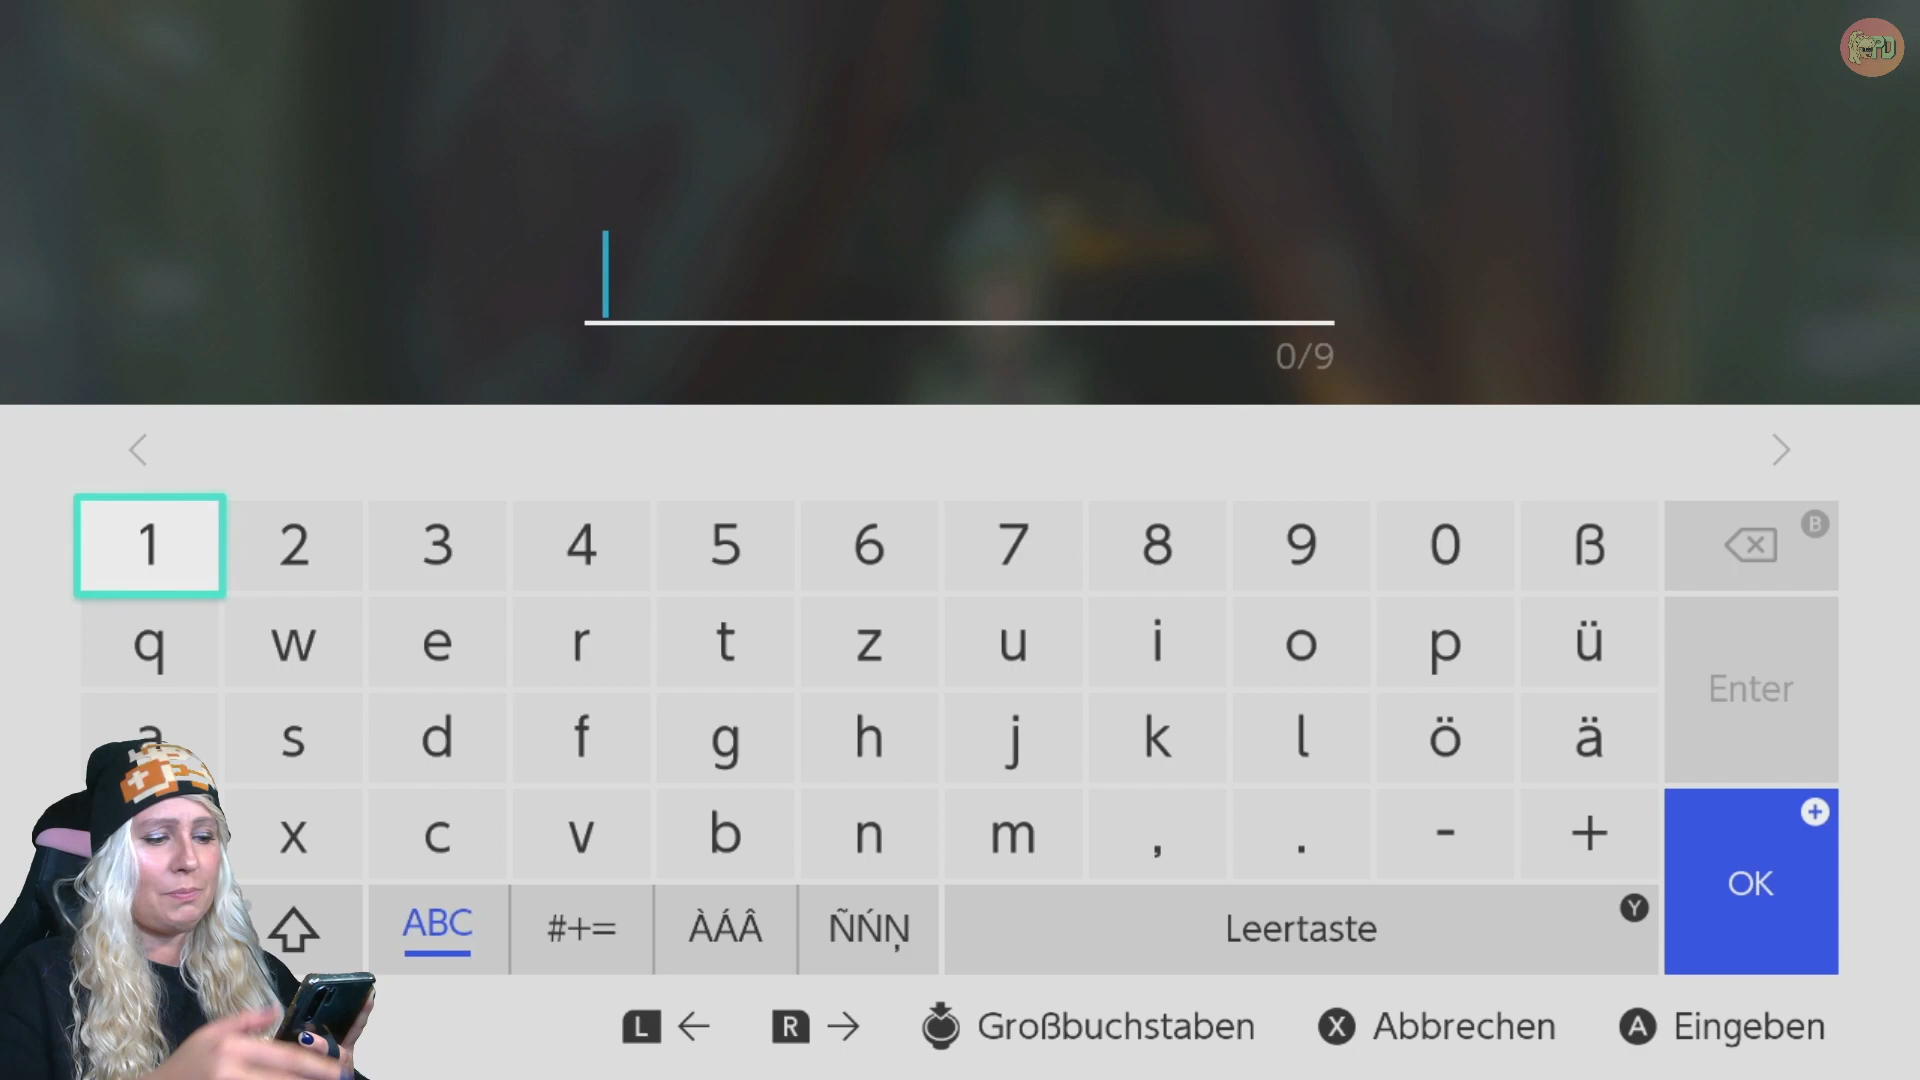 PD
0/9
1 2 3 4 5 6 7 8 9 0 ß B
q w e r t z u i o p ü Enter
a s d f g h j k l ö ä
x c v b n m , . - + +
OK
ABC #+= ÀÁÂ ÑŃŅ Leertaste Y
L ← R → Großbuchstaben X Abbrechen A Eingeben